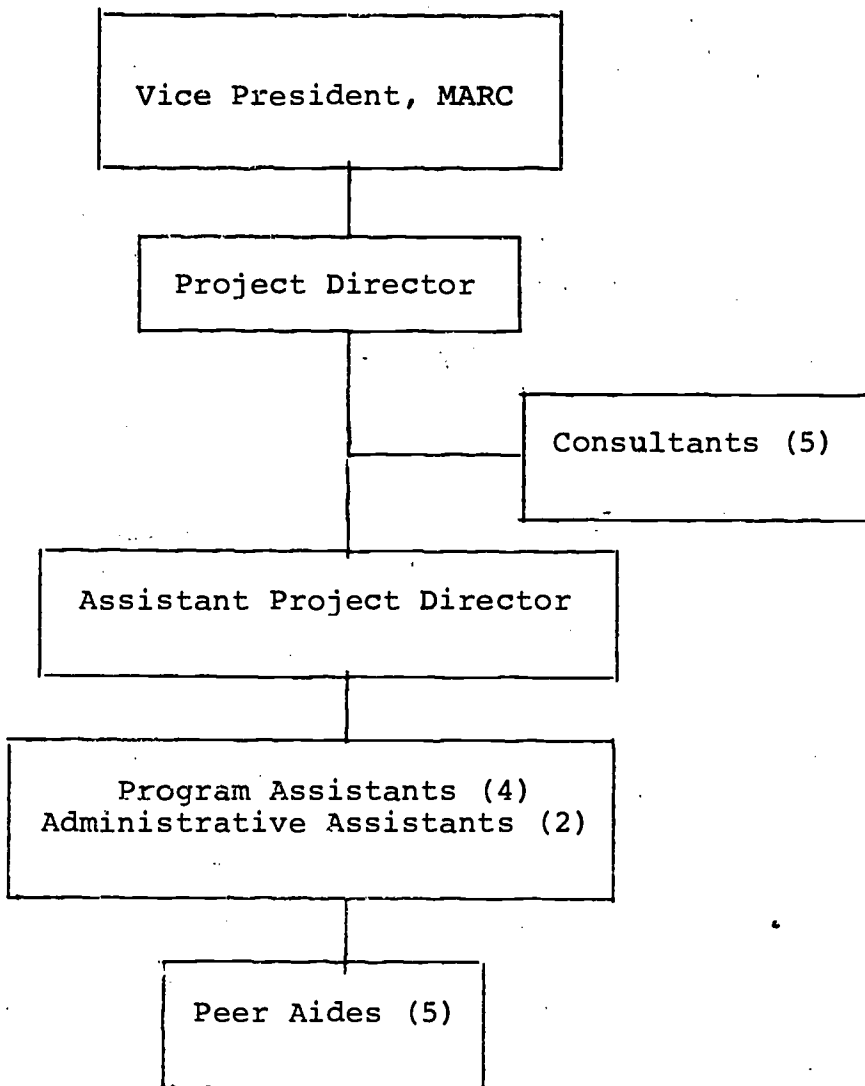 Vice President, MARC
Project Director
Consultants (5)
Assistant Project Director
Program Assistants (4)
Administrative Assistants (2)
Peer Aides (5)